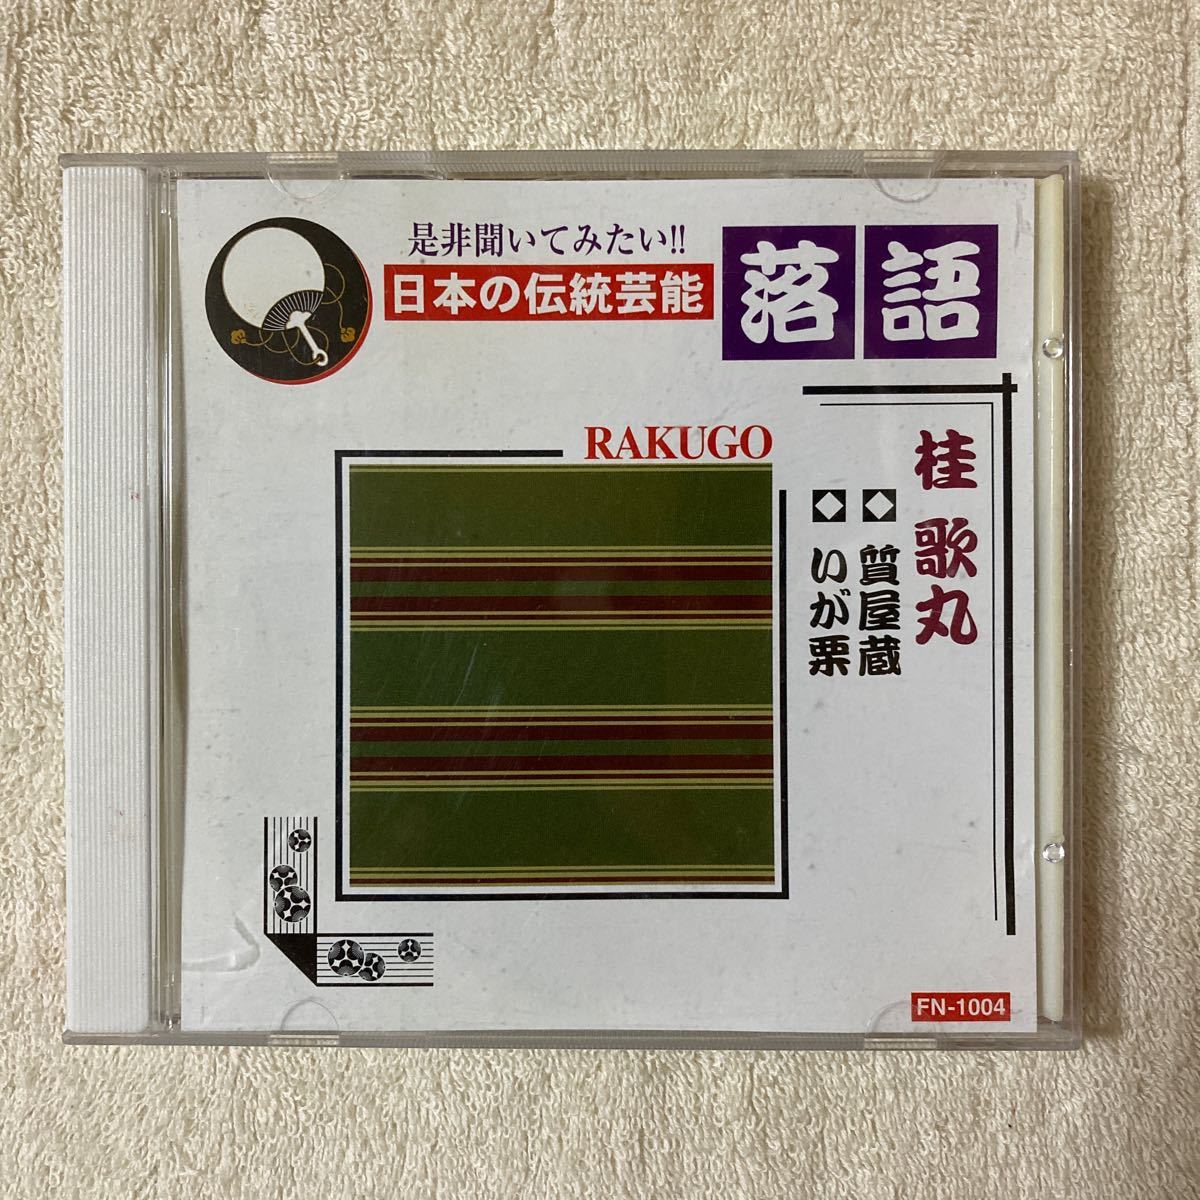 是非聞いてみたい!!
日本の伝統芸能
落語
RAKUGO
桂 歌丸
質屋蔵
いが栗
FN-1004